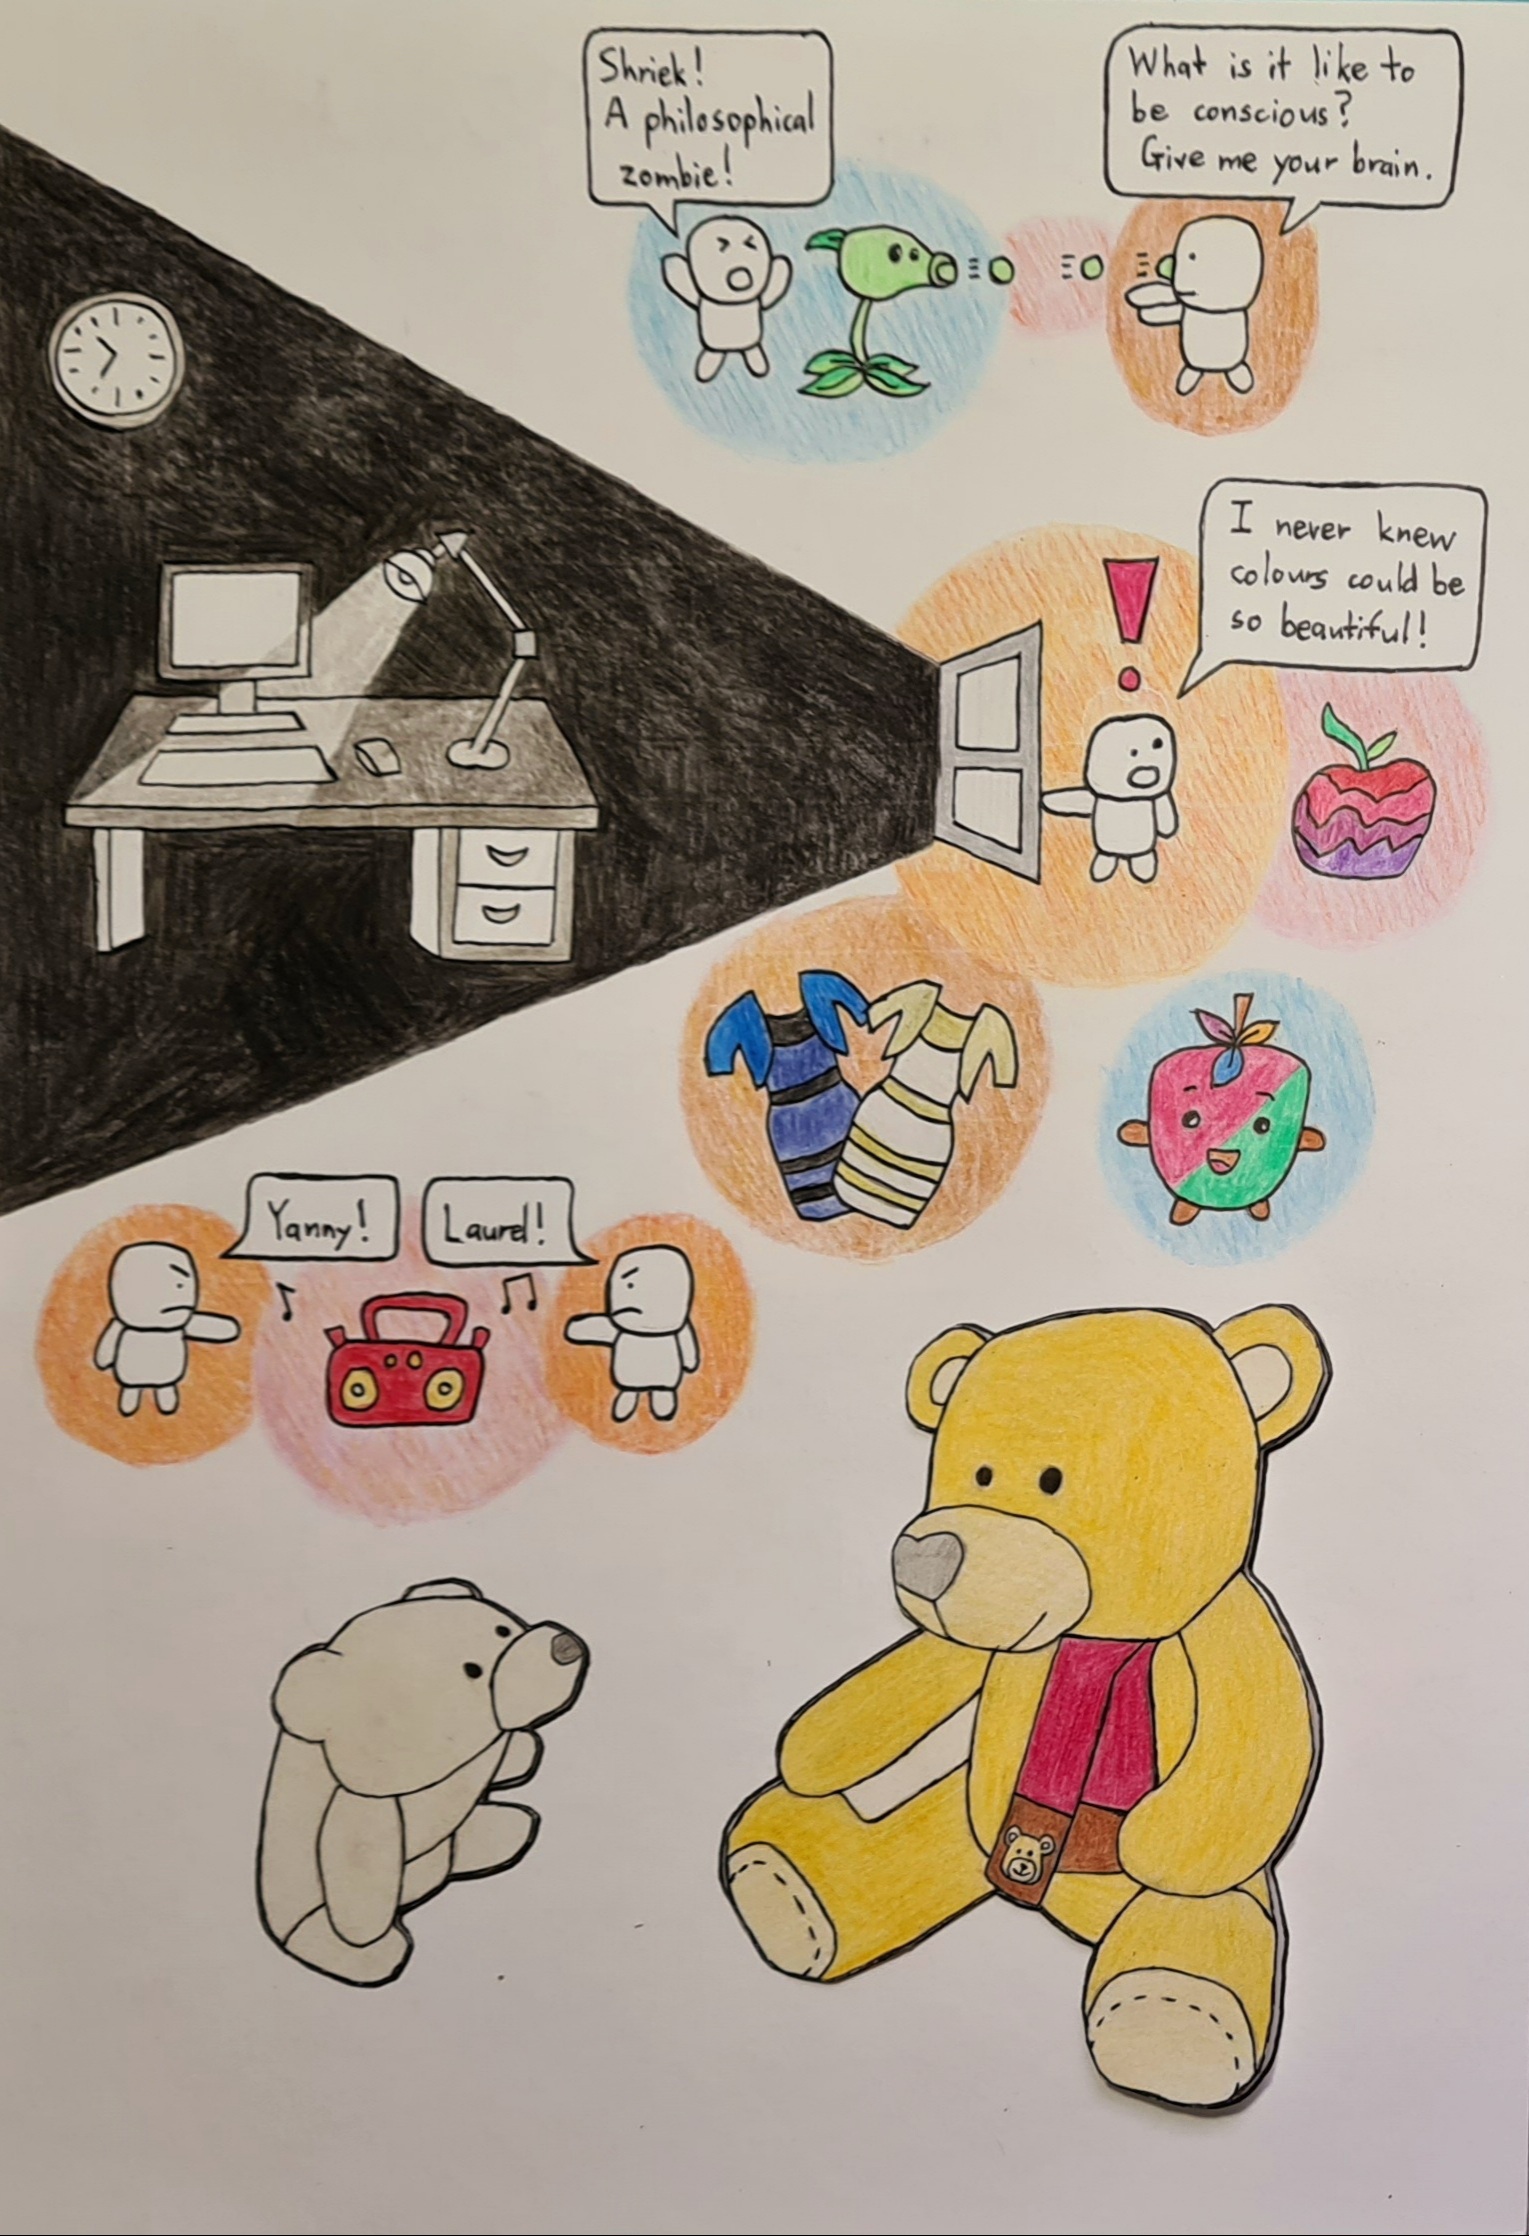 Shriek!
A philosophical
zombie!
What is it like to
be conscious?
Give me your brain.
I never knew
colours could be
so beautiful!
Yanny!
Laurel!